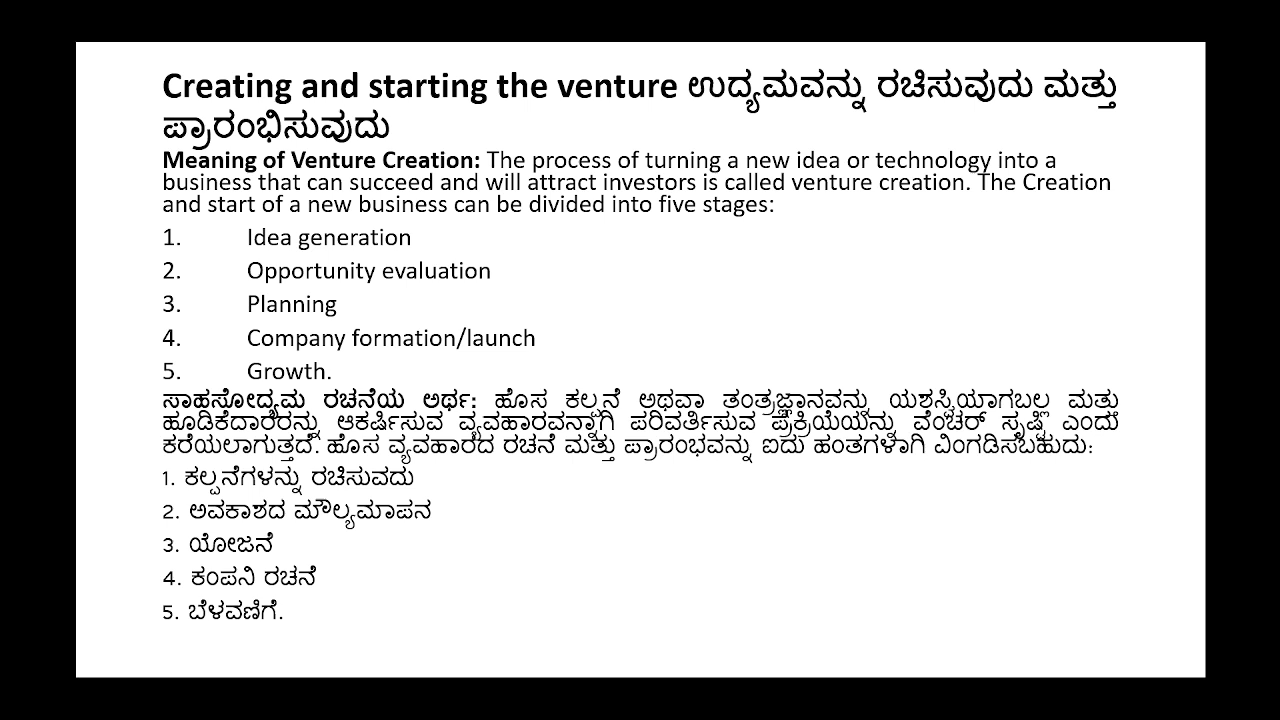 Creating and starting the venture ಉದ್ಯಮವನ್ನು ರಚಿಸುವುದು ಮತ್ತು
ಪ್ರಾರಂಭಿಸುವುದು
Meaning of Venture Creation: The process of turning a new idea or technology into a
business that can succeed and will attract investors is called venture creation. The Creation
and start of a new business can be divided into five stages:
1. Idea generation
2. Opportunity evaluation
3. Planning
4. Company formation/launch
5. Growth.
ಸಾಹಸೋದ್ಯಮ ರಚನೆಯ ಅರ್ಥ: ಹೊಸ ಕಲ್ಪನೆ ಅಥವಾ ತಂತ್ರಜ್ಞಾನವನ್ನು ಯಶಸ್ವಿಯಾಗಬಲ್ಲ ಮತ್ತು
ಹೂಡಿಕೆದಾರರನ್ನು ಆಕರ್ಷಿಸುವ ವ್ಯವಹಾರವನ್ನಾಗಿ ಪರಿವರ್ತಿಸುವ ಪ್ರಕ್ರಿಯೆಯನ್ನು ವೆಂಚರ್ ಸೃಷ್ಟಿ ಎಂದು
ಕರೆಯಲಾಗುತ್ತದೆ. ಹೊಸ ವ್ಯವಹಾರದ ರಚನೆ ಮತ್ತು ಪ್ರಾರಂಭವನ್ನು ಐದು ಹಂತಗಳಾಗಿ ವಿಂಗಡಿಸಬಹುದು:
1. ಕಲ್ಪನೆಗಳನ್ನು ರಚಿಸುವದು
2. ಅವಕಾಶದ ಮೌಲ್ಯಮಾಪನ
3. ಯೋಜನೆ
4. ಕಂಪನಿ ರಚನೆ
5. ಬೆಳವಣಿಗೆ.